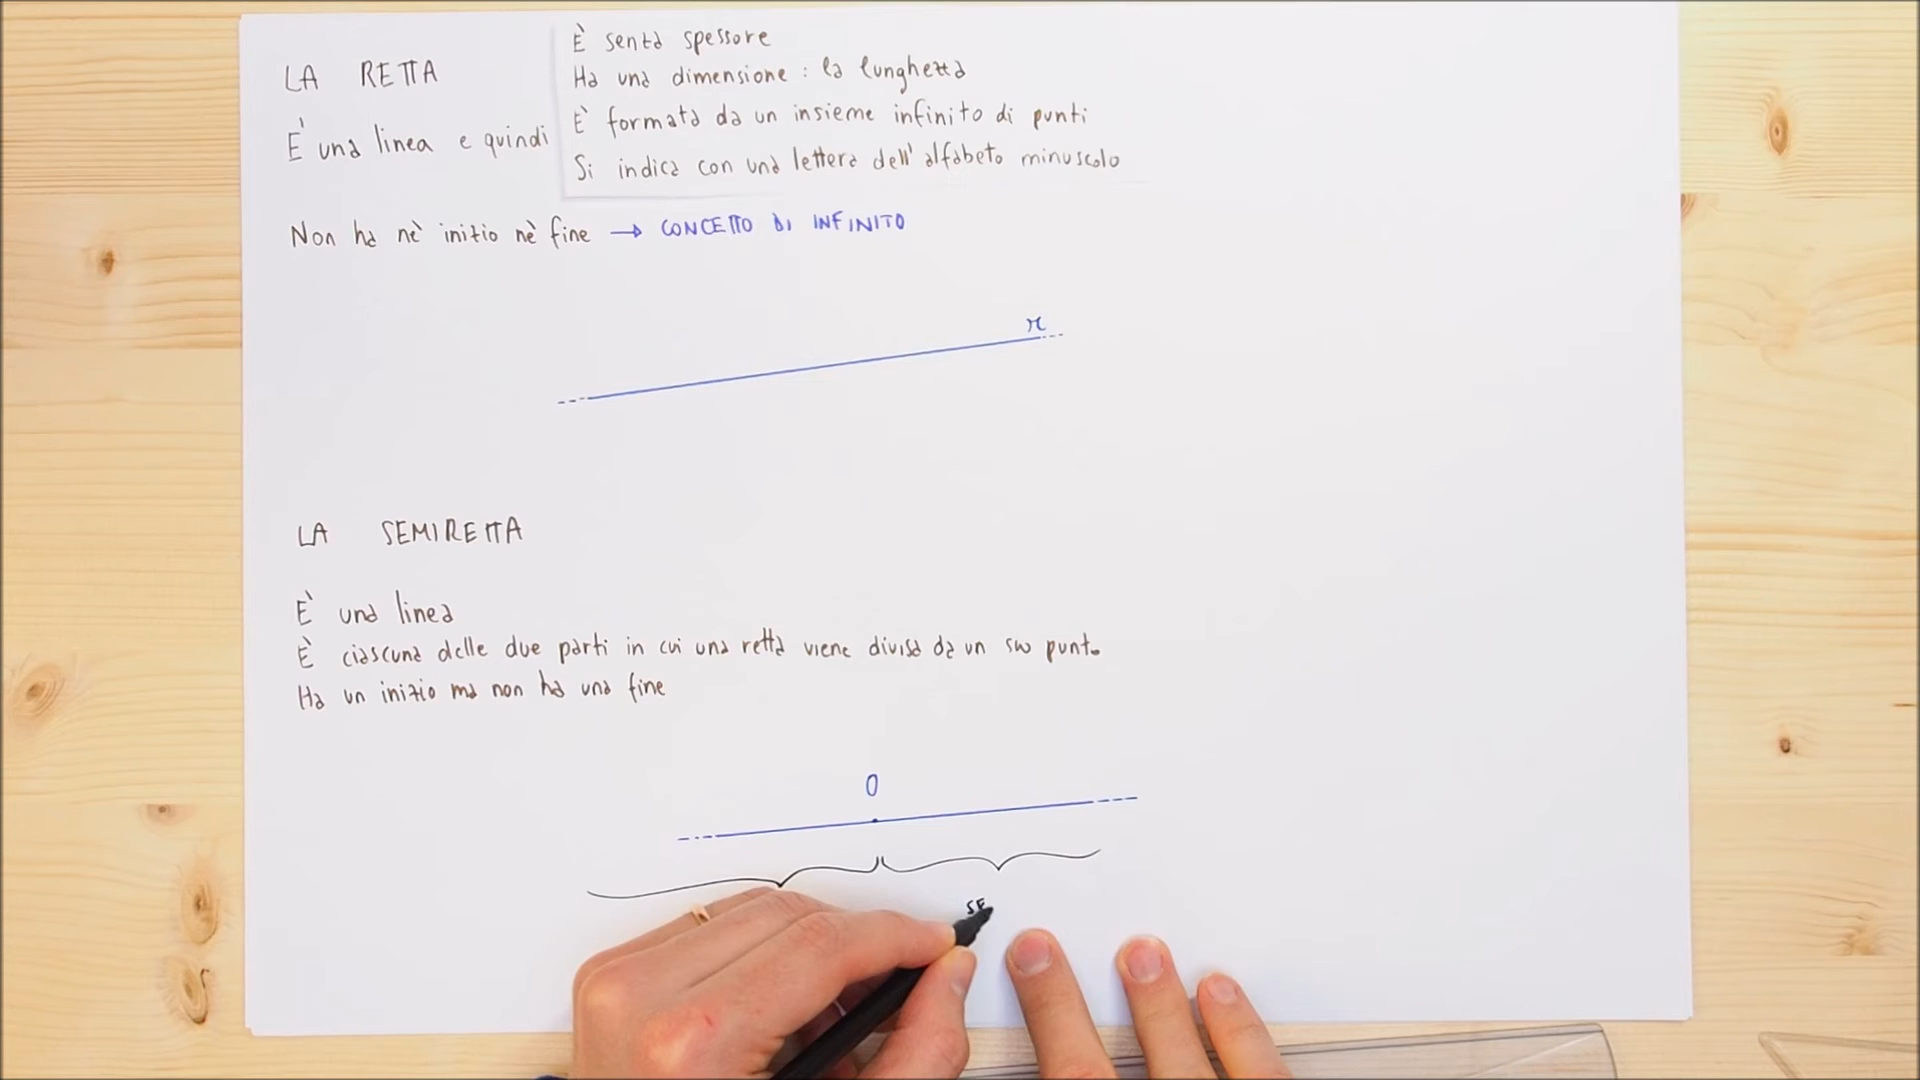 LA RETTA
È una linea e quindi
È senza spessore
Ha una dimensione : la lunghezza
È formata da un insieme infinito di punti
Si indica con una lettera dell' alfabeto minuscolo
Non ha nè inizio nè fine → CONCETTO DI INFINITO
r
LA SEMIRETTA
È una linea
È ciascuna delle due parti in cui una retta viene divisa da un suo punto
Ha un inizio ma non ha una fine
O
SE